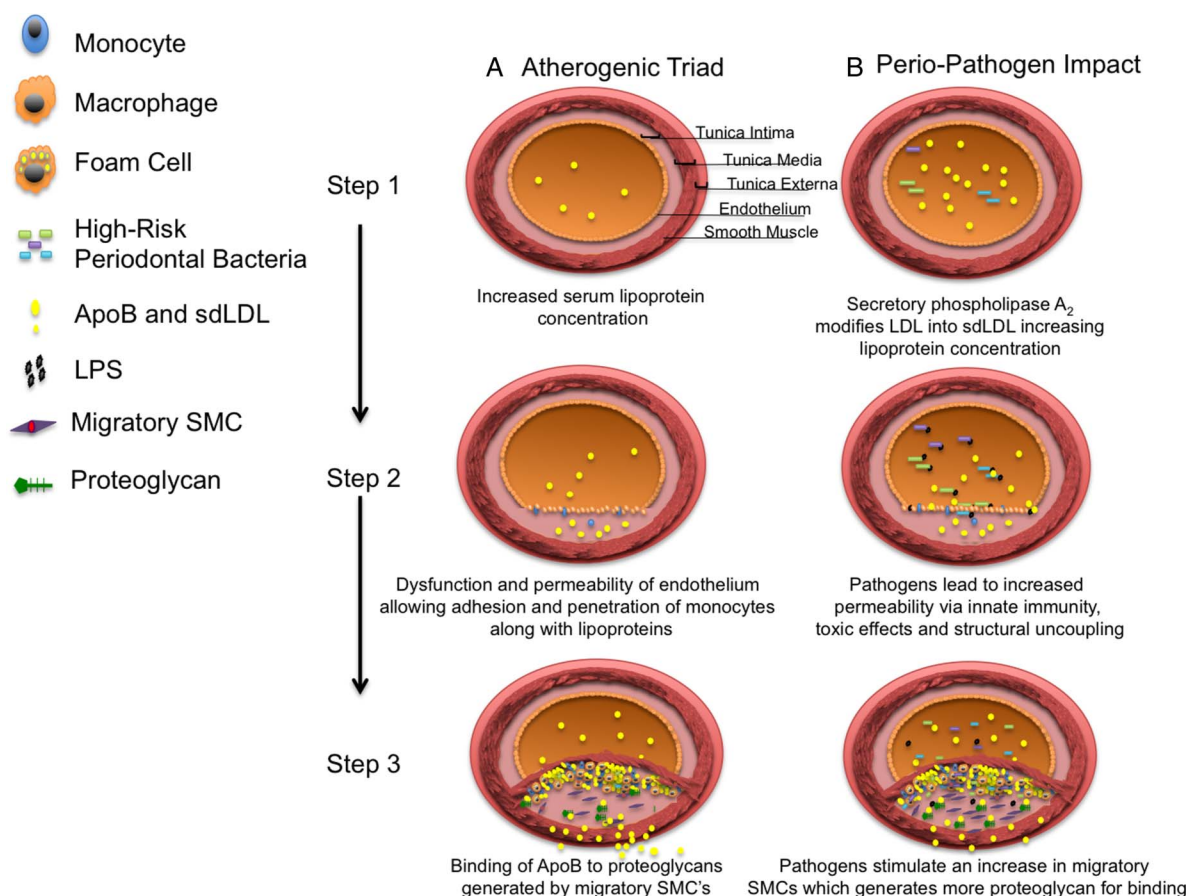 Monocyte
Macrophage
Foam Cell
High-Risk
Periodontal Bacteria
ApoB and sdLDL
LPS
Migratory SMC
Proteoglycan
Step 1
Step 2
Step 3
A Atherogenic Triad
Tunica Intima
Tunica Media
Tunica Externa
Endothelium
Smooth Muscle
Increased serum lipoprotein
concentration
Dysfunction and permeability of endothelium
allowing adhesion and penetration of monocytes
along with lipoproteins
Binding of ApoB to proteoglycans
generated by migratory SMC's
B Perio-Pathogen Impact
Secretory phospholipase A₂
modifies LDL into sdLDL increasing
lipoprotein concentration
Pathogens lead to increased
permeability via innate immunity,
toxic effects and structural uncoupling
Pathogens stimulate an increase in migratory
SMCs which generates more proteoglycan for binding